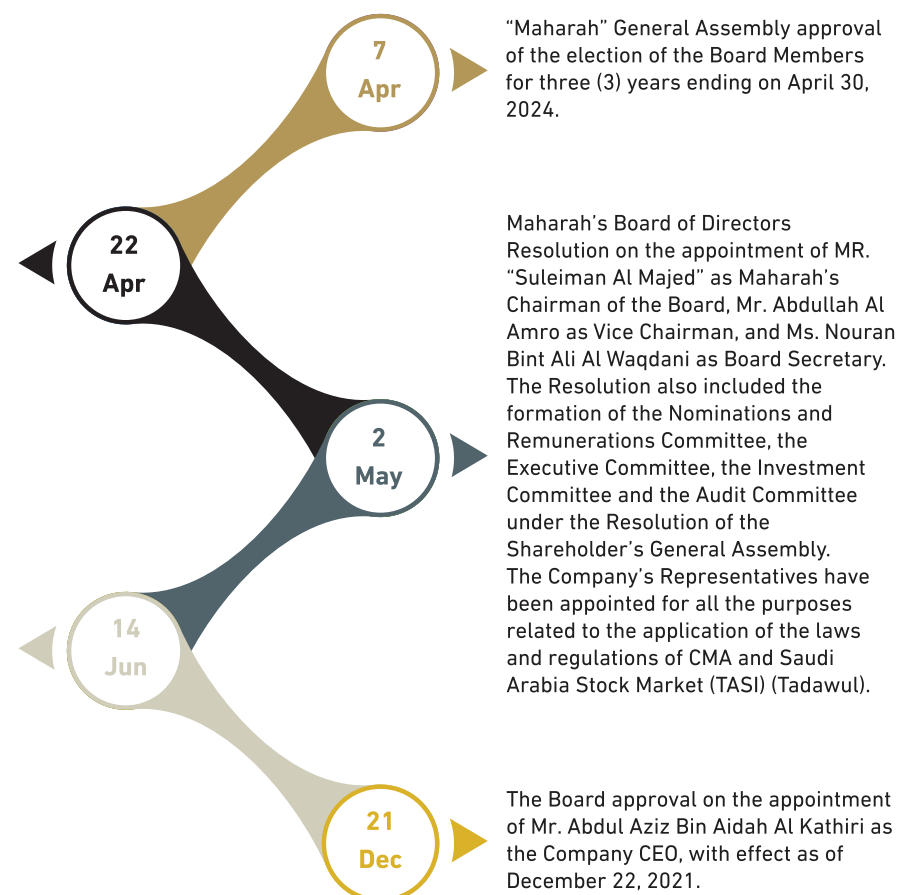 7
Apr
“Maharah” General Assembly approval
of the election of the Board Members
for three (3) years ending on April 30,
2024.
22
Apr
2
May
Maharah’s Board of Directors
Resolution on the appointment of MR.
“Suleiman Al Majed” as Maharah’s
Chairman of the Board, Mr. Abdullah Al
Amro as Vice Chairman, and Ms. Nouran
Bint Ali Al Waqdani as Board Secretary.
The Resolution also included the
formation of the Nominations and
Remunerations Committee, the
Executive Committee, the Investment
Committee and the Audit Committee
under the Resolution of the
Shareholder’s General Assembly.
The Company’s Representatives have
been appointed for all the purposes
related to the application of the laws
and regulations of CMA and Saudi
Arabia Stock Market (TASI) (Tadawul).
14
Jun
21
Dec
The Board approval on the appointment
of Mr. Abdul Aziz Bin Aidah Al Kathiri as
the Company CEO, with effect as of
December 22, 2021.